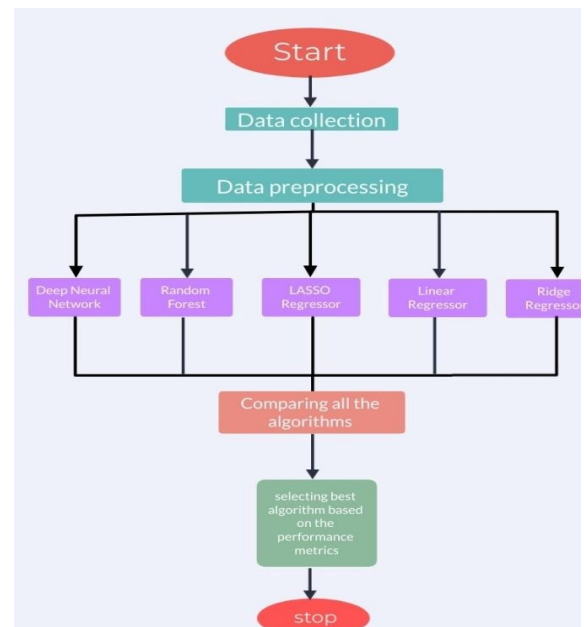 Start
Data collection
Data preprocessing
Deep Neural
Network
Random
Forest
LASSO
Regressor
Linear
Regressor
Ridge
Regressor
Comparing all the
algorithms
selecting best
algorithm based
on the
performance
metrics
stop